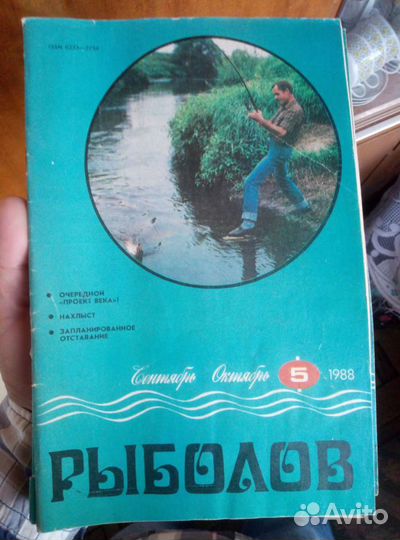 • ОЧЕРЕДНОЙ
«ПРОЕКТ ВЕКА»!
• НАХЛЫСТ
• ЗАПЛАНИРОВАННОЕ
ОТСТАВАНИЕ
Сентябрь Октябрь 5 1988
РЫБОЛОВ
Avito